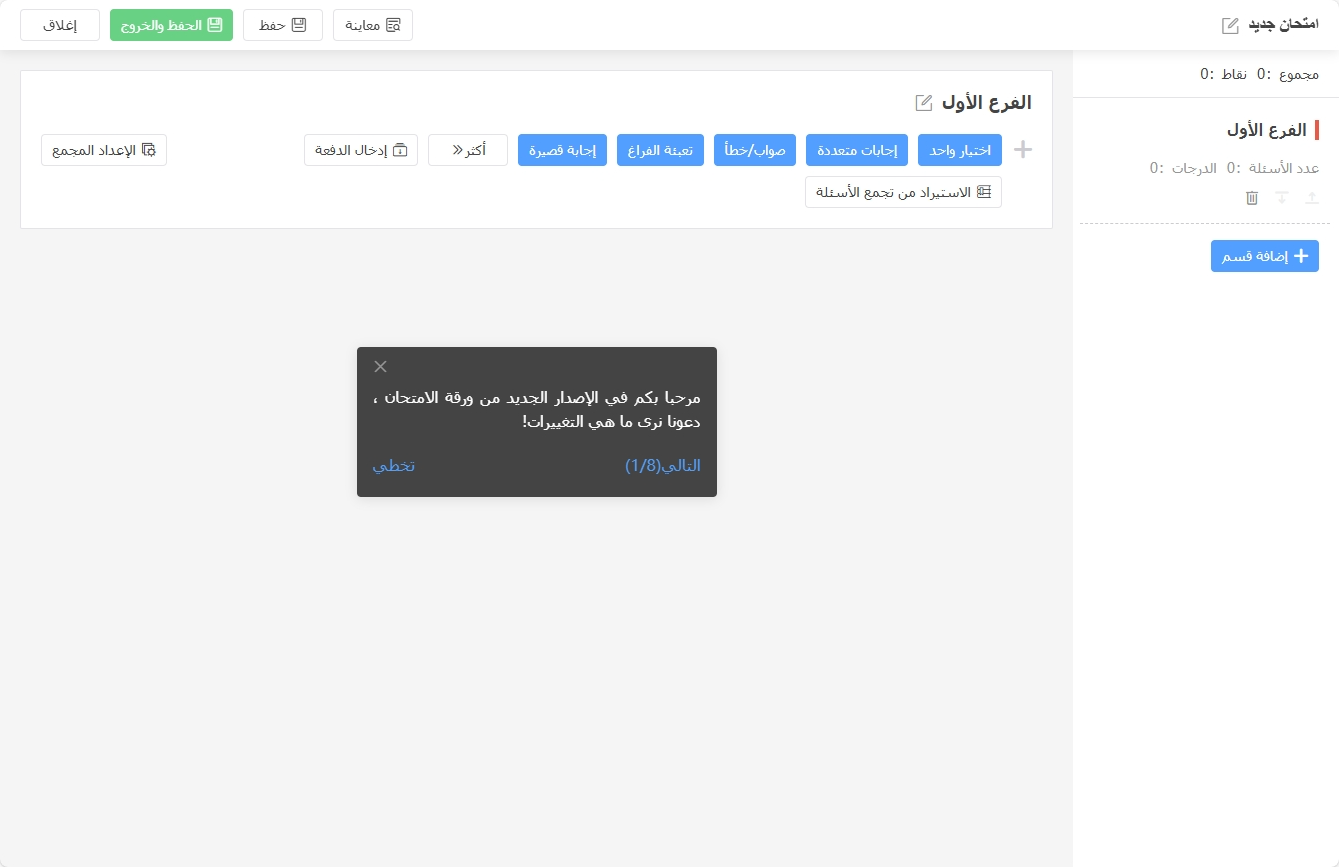 امتحان جديد
معاينة
حفظ
الحفظ والخروج
إغلاق
مجموع :0 نقاط :0
الفرع الأول
عدد الأسئلة :0 الدرجات :0
إضافة قسم
الفرع الأول
اختيار واحد
إجابات متعددة
صواب/خطأ
تعبئة الفراغ
إجابة قصيرة
أكثر
إدخال الدفعة
الإعداد المجمع
الاستيراد من تجمع الأسئلة
مرحبا بكم في الإصدار الجديد من ورقة الامتحان ،
دعونا نرى ما هي التغييرات!
التالي(1/8)
تخطي